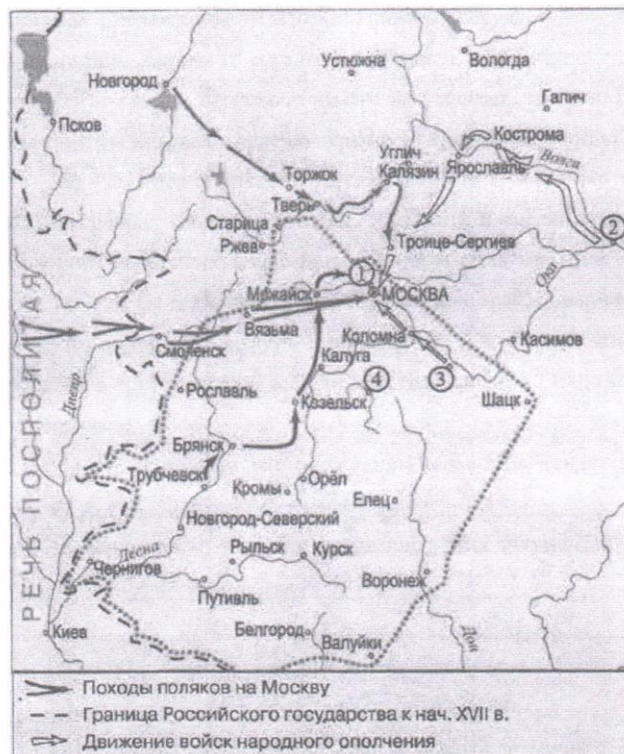 Устюжна
Вологда
Новгород
Галич
Псков
Кострома
Углич
Волга
Калязин
Ярославль
Торжок
Тверь
②
Старица
Троице-Сергиев
Ржев
Ока
①
Можайск
МОСКВА
Вязьма
Смоленск
Коломна
Касимов
Калуга
③
④
Днепр
Рославль
Козельск
Шацк
Брянск
Трубчевск
Орёл
Кромы
Елец
Новгород-Северский
Десна
Рыльск
Курск
Чернигов
Воронеж
Путивль
Киев
Белгород
Дон
Валуйки
РЕЧЬ ПОСПОЛИТАЯ
Походы поляков на Москву
Граница Российского государства к нач. XVII в.
Движение войск народного ополчения